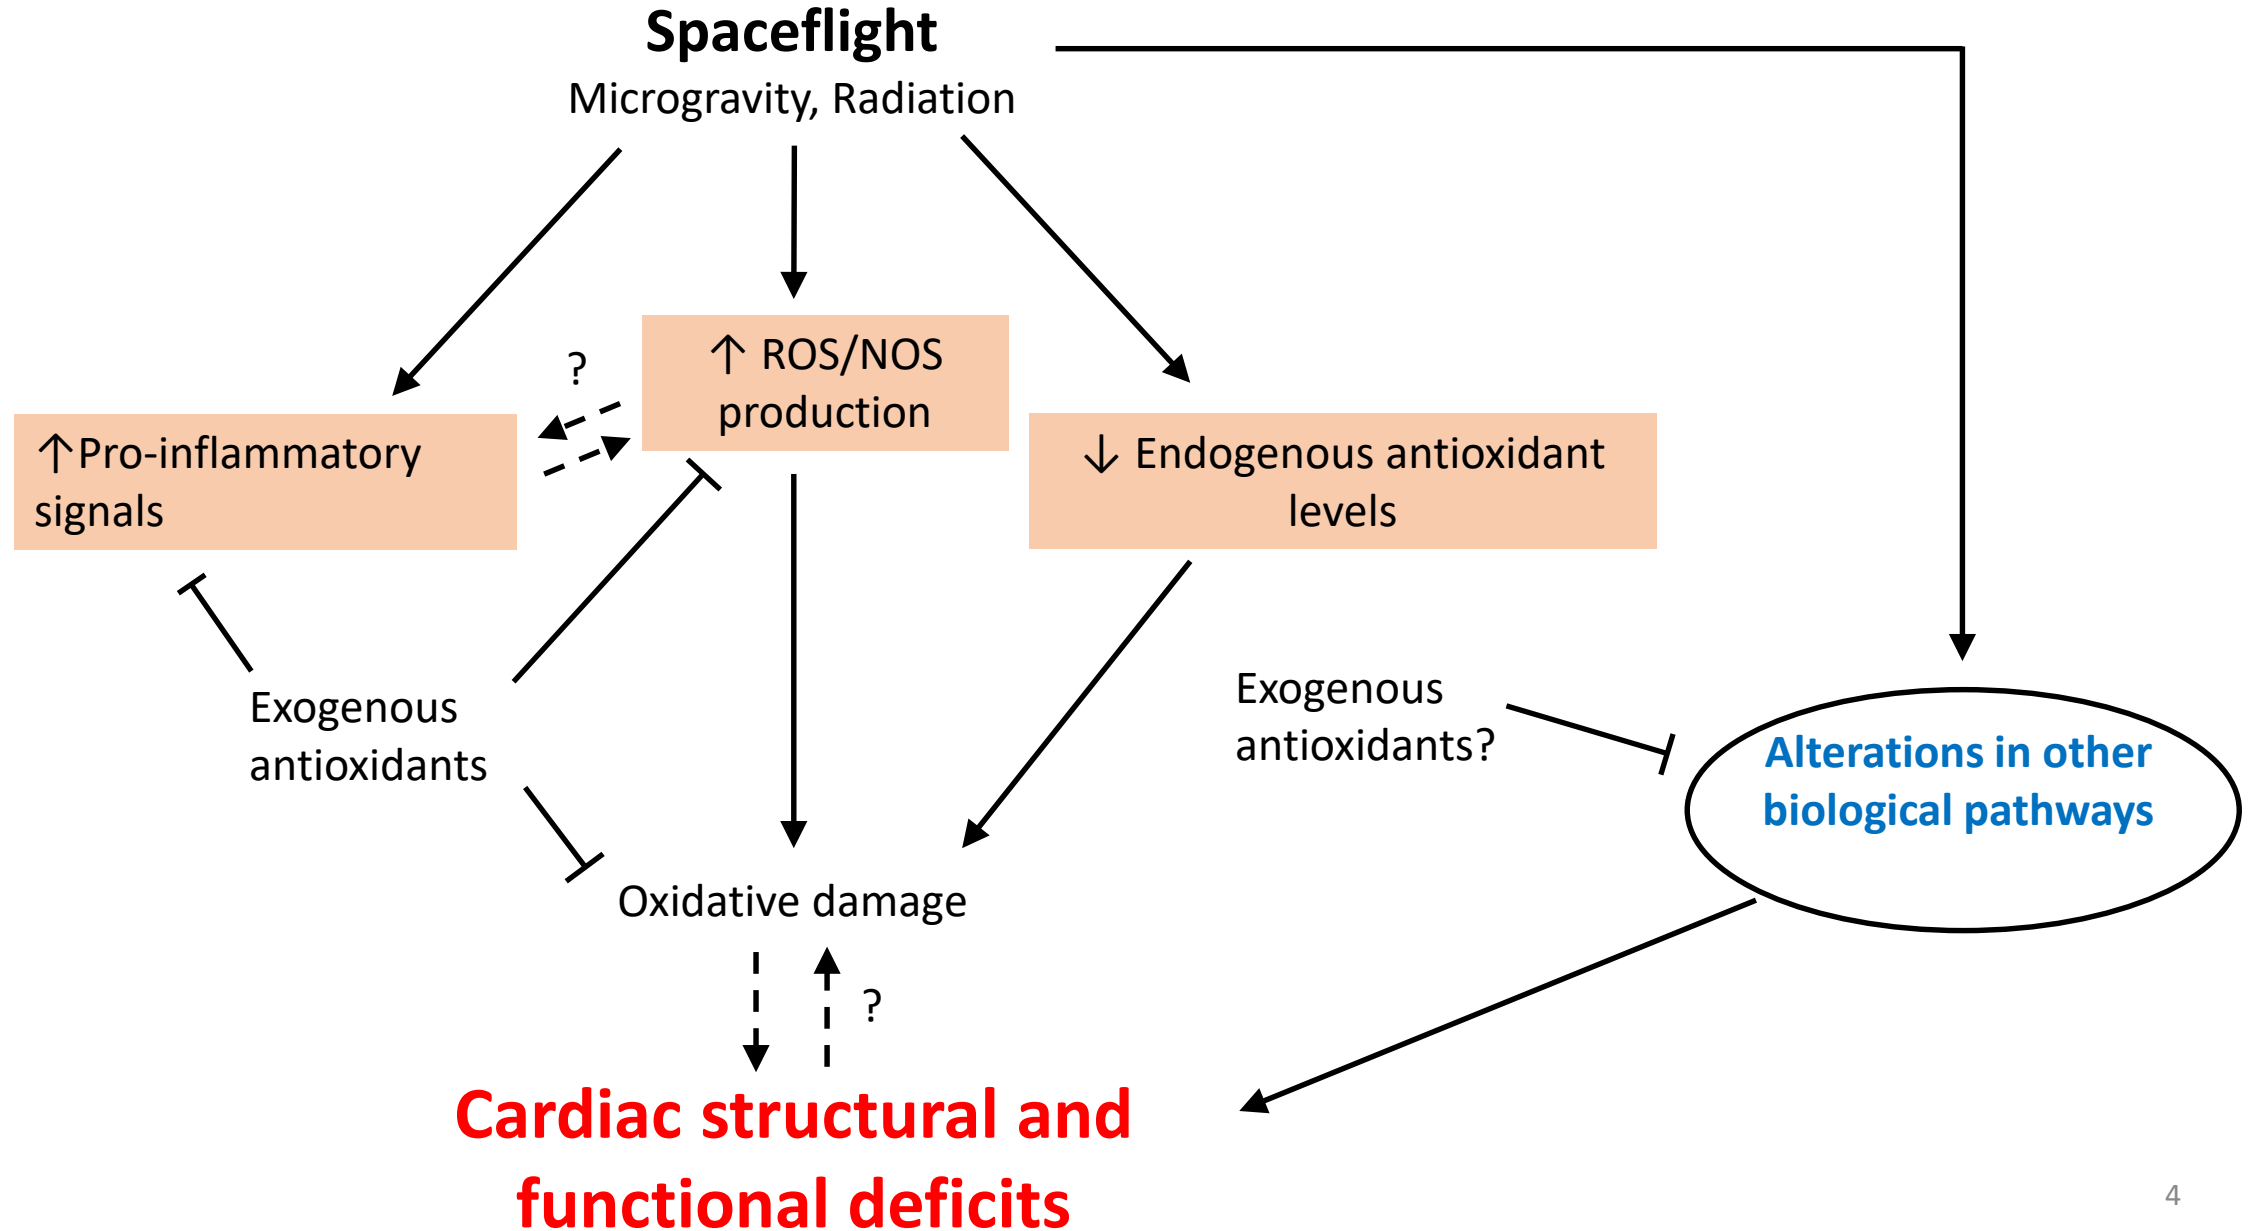 Spaceflight
Microgravity, Radiation
?
↑ ROS/NOS
production
↑Pro-inflammatory
signals
↓ Endogenous antioxidant
levels
Exogenous
antioxidants
Exogenous
antioxidants?
Alterations in other
biological pathways
Oxidative damage
?
Cardiac structural and
functional deficits
4